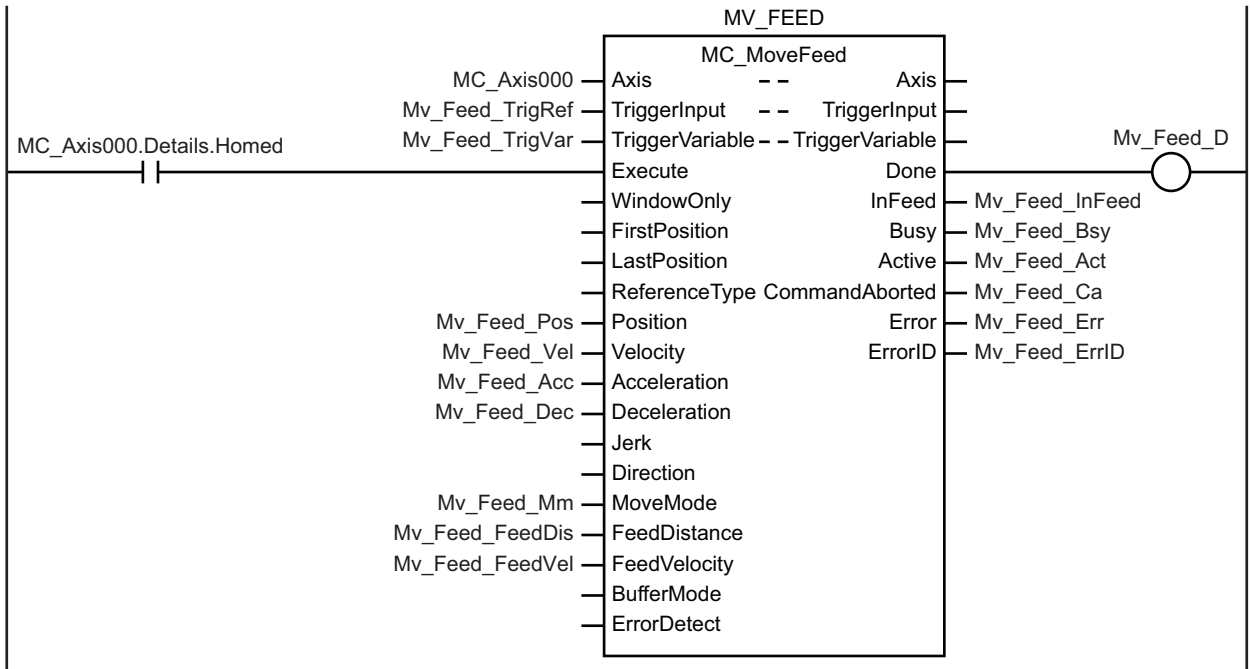 MV_FEED
MC_MoveFeed
MC_Axis000 Axis Axis
Mv_Feed_TrigRef TriggerInput TriggerInput
Mv_Feed_TrigVar TriggerVariable TriggerVariable
MC_Axis000.Details.Homed
Mv_Feed_D
Execute Done
WindowOnly InFeed Mv_Feed_InFeed
FirstPosition Busy Mv_Feed_Bsy
LastPosition Active Mv_Feed_Act
ReferenceType CommandAborted Mv_Feed_Ca
Mv_Feed_Pos Position Error Mv_Feed_Err
Mv_Feed_Vel Velocity ErrorID Mv_Feed_ErrID
Mv_Feed_Acc Acceleration
Mv_Feed_Dec Deceleration
Jerk
Direction
Mv_Feed_Mm MoveMode
Mv_Feed_FeedDis FeedDistance
Mv_Feed_FeedVel FeedVelocity
BufferMode
ErrorDetect